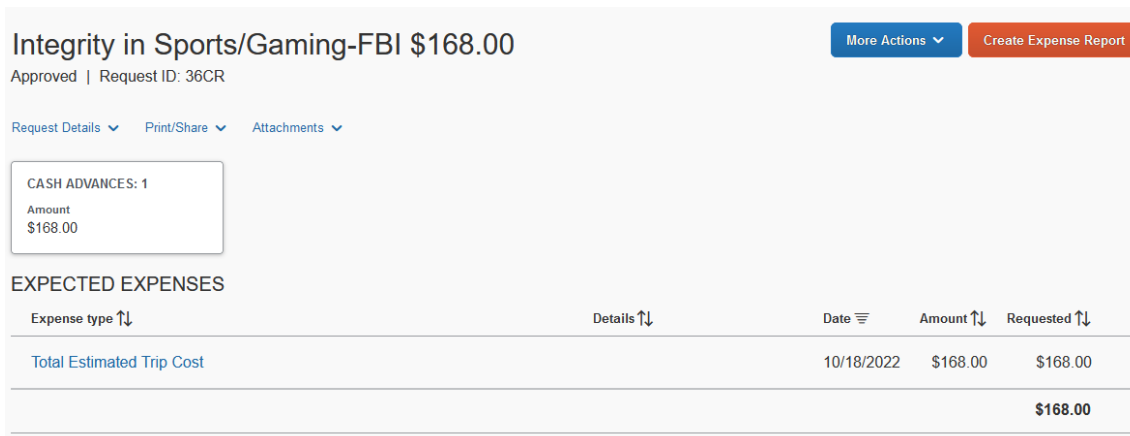 Integrity in Sports/Gaming-FBI $168.00
More Actions
Create Expense Report
Approved | Request ID: 36CR
Request Details Print/Share Attachments
CASH ADVANCES: 1
Amount
$168.00
EXPECTED EXPENSES
Expense type Details Date Amount Requested
Total Estimated Trip Cost 10/18/2022 $168.00 $168.00
$168.00